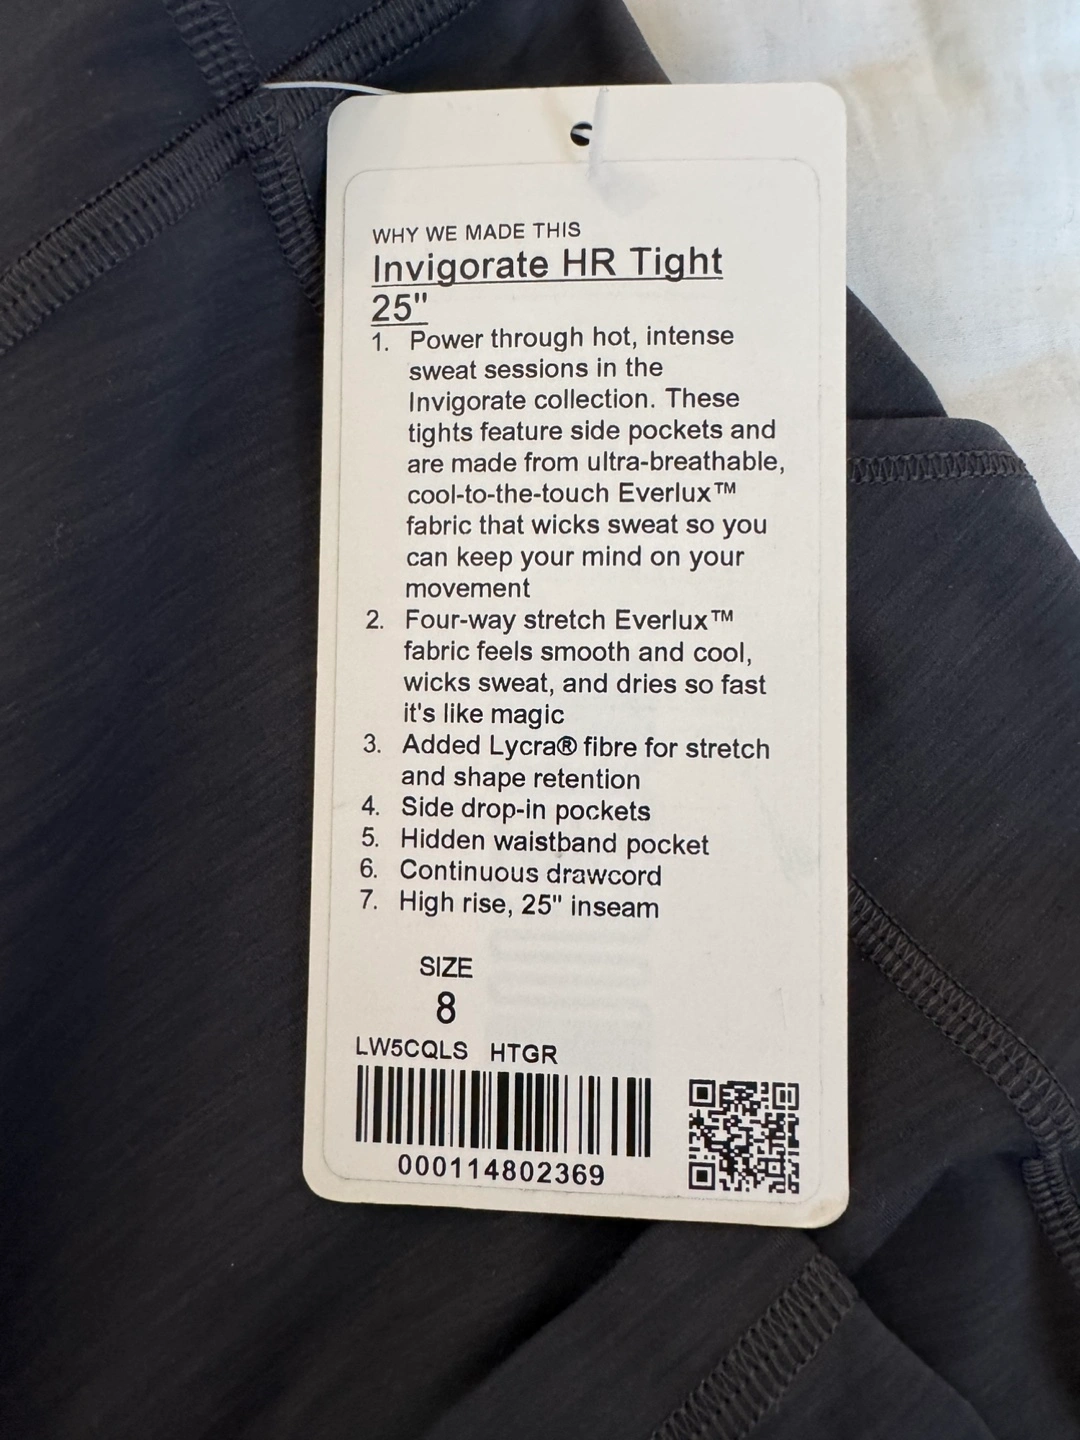 WHY WE MADE THIS
Invigorate HR Tight
25"
1. Power through hot, intense
sweat sessions in the
Invigorate collection. These
tights feature side pockets and
are made from ultra-breathable,
cool-to-the-touch Everlux™
fabric that wicks sweat so you
can keep your mind on your
movement
2. Four-way stretch Everlux™
fabric feels smooth and cool,
wicks sweat, and dries so fast
it's like magic
3. Added Lycra® fibre for stretch
and shape retention
4. Side drop-in pockets
5. Hidden waistband pocket
6. Continuous drawcord
7. High rise, 25" inseam
SIZE
8
LW5CQLS HTGR
000114802369